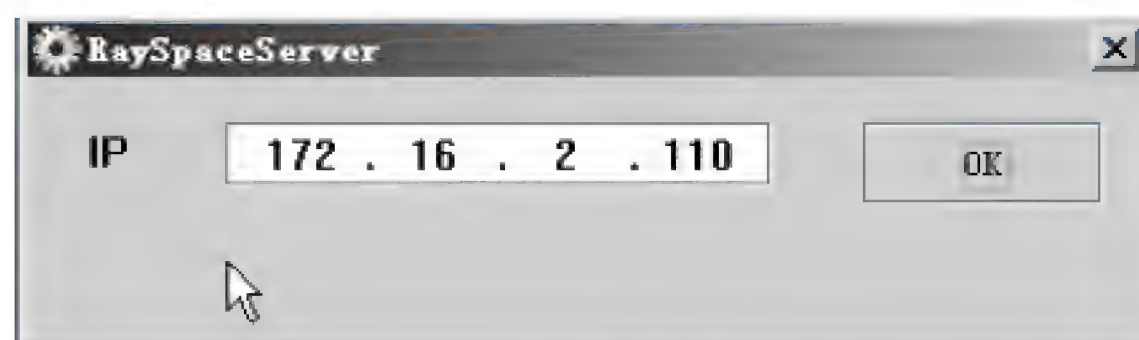 RaySpaceServer
IP 172 . 16 . 2 . 110 OK